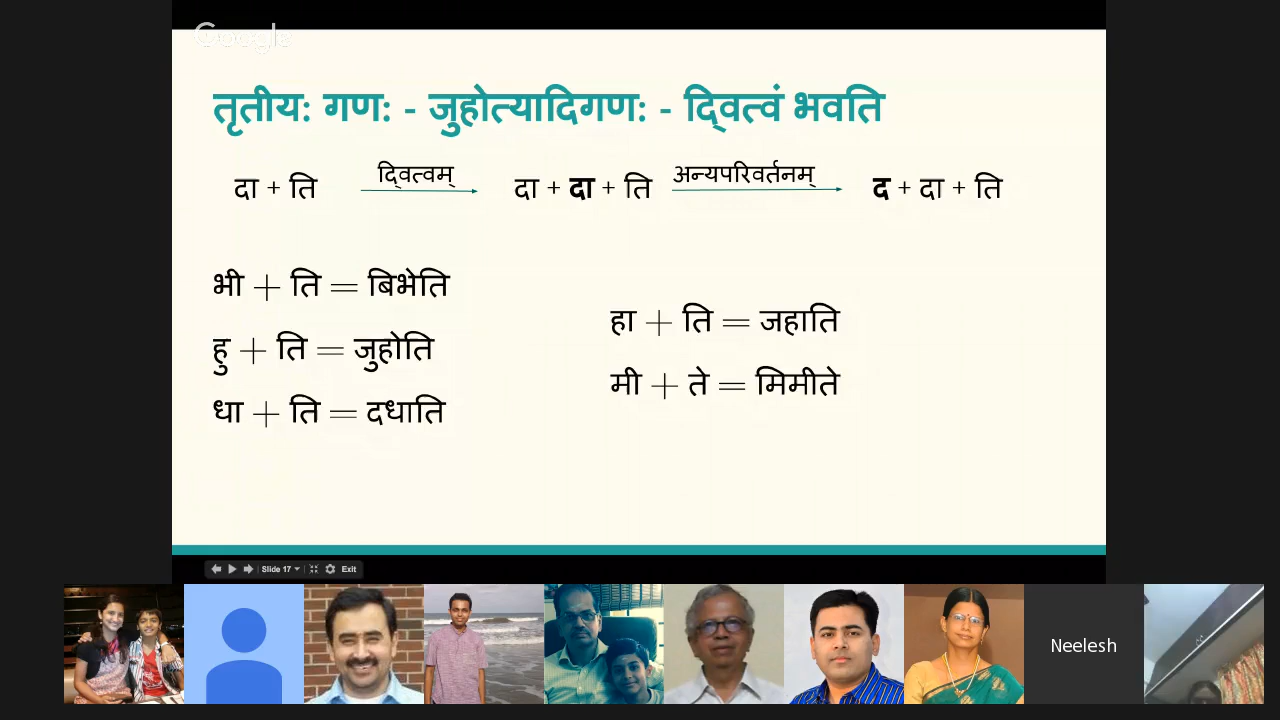 Google
तृतीयः गणः - जुहोत्यादिगणः - द्वित्वं भवति
दा + ति द्वित्वम् दा + दा + ति अन्यपरिवर्तनम् द + दा + ति
भी + ति = बिभेति
हा + ति = जहाति
हु + ति = जुहोति
मी + ते = मिमीते
धा + ति = दधाति
Slide 17 Exit
Neelesh